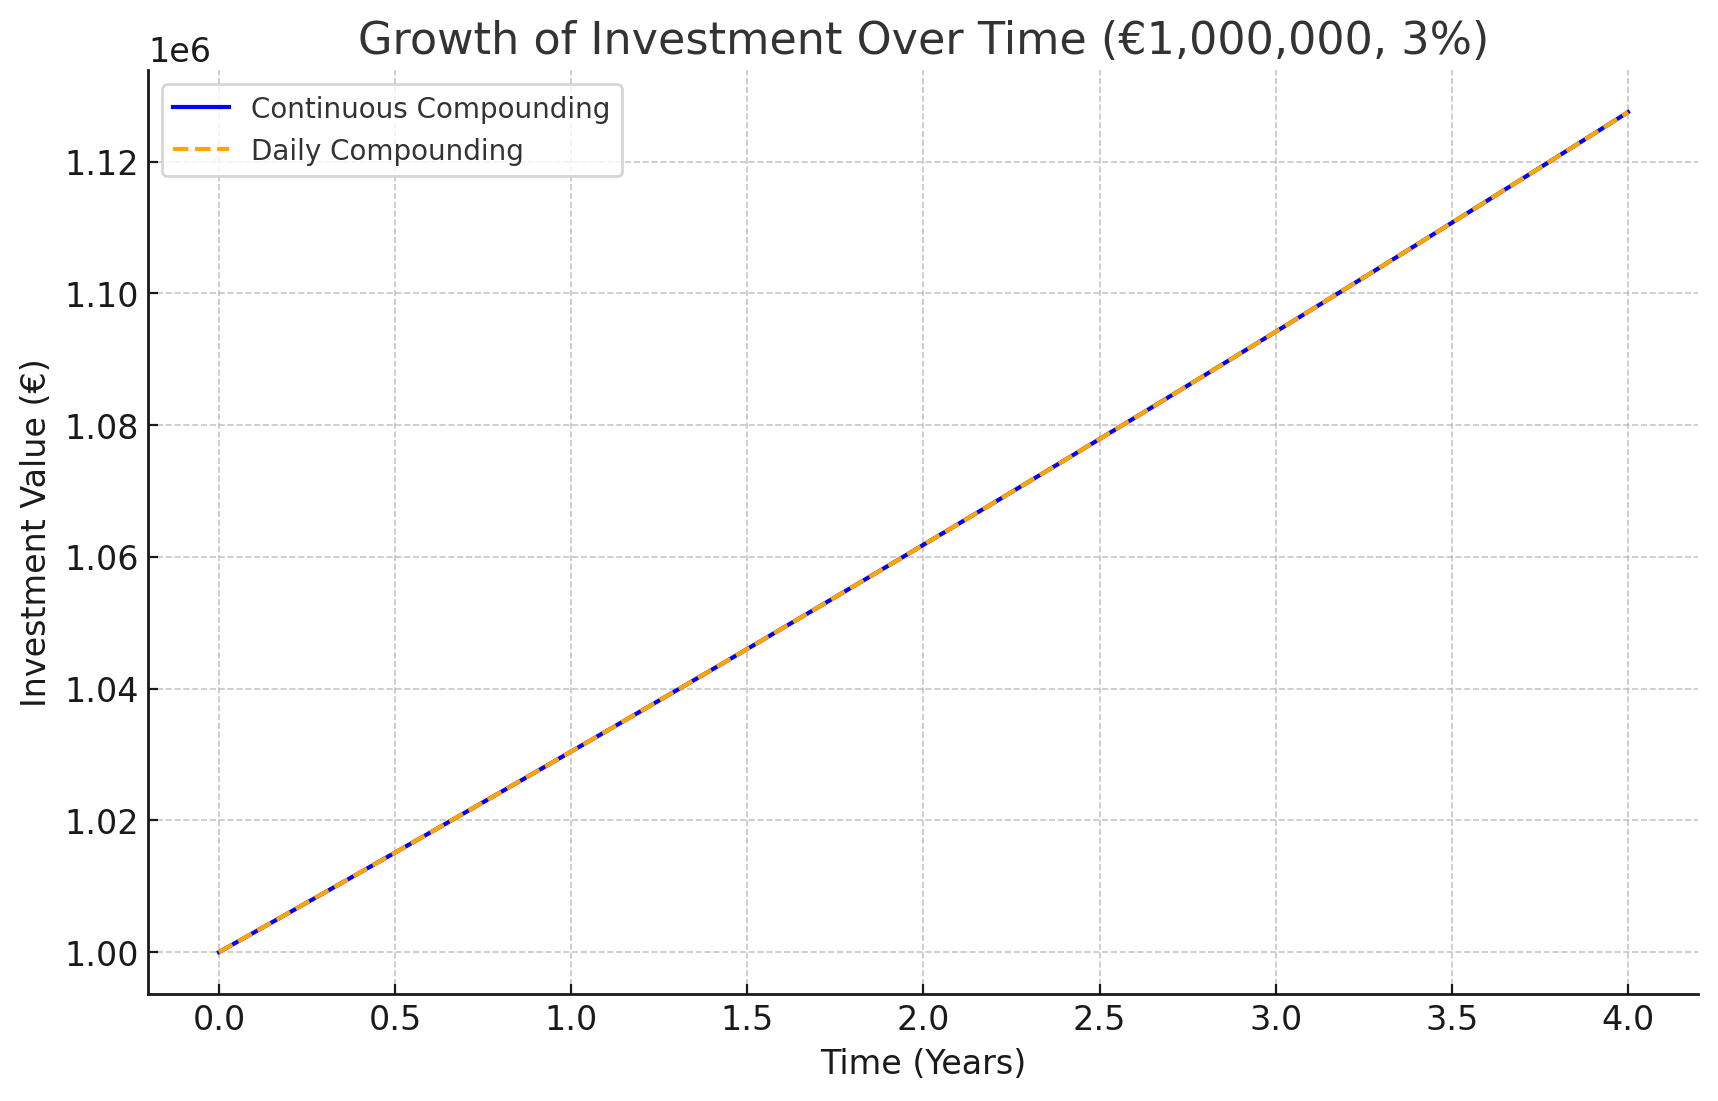 Growth of Investment Over Time (€1,000,000, 3%)
1e6
Continuous Compounding
Daily Compounding
1.12
1.10
1.08
1.06
1.04
1.02
1.00
Investment Value (€)
0.0 0.5 1.0 1.5 2.0 2.5 3.0 3.5 4.0
Time (Years)